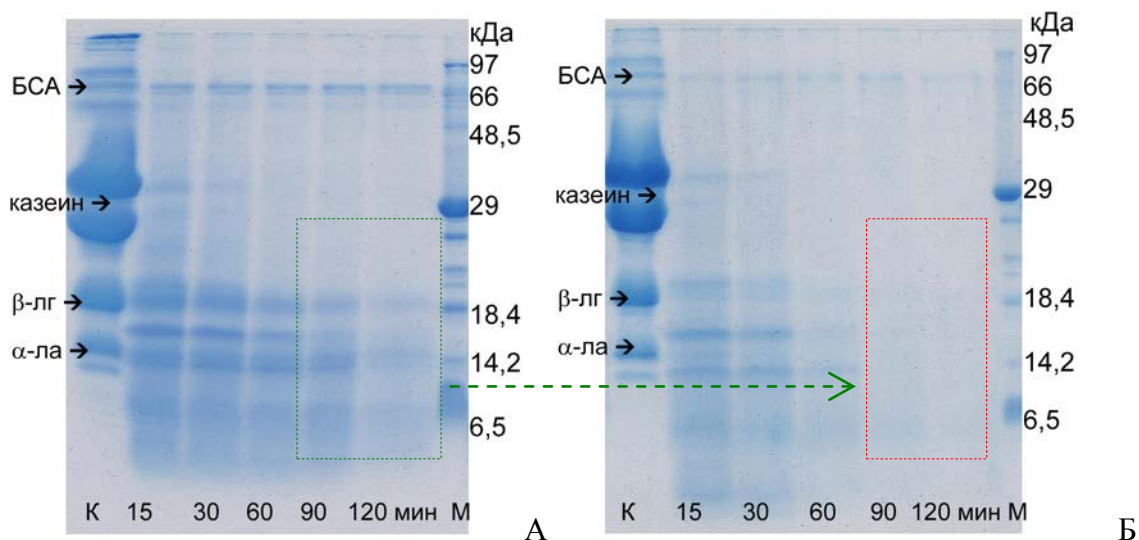 кДа
97
66
48,5
29
18,4
14,2
6,5
БСА →
казеин →
β-лг →
α-ла →
К 15 30 60 90 120 мин М
А
кДа
97
66
48,5
29
18,4
14,2
6,5
БСА →
казеин →
β-лг →
α-ла →
К 15 30 60 90 120 мин М
Б